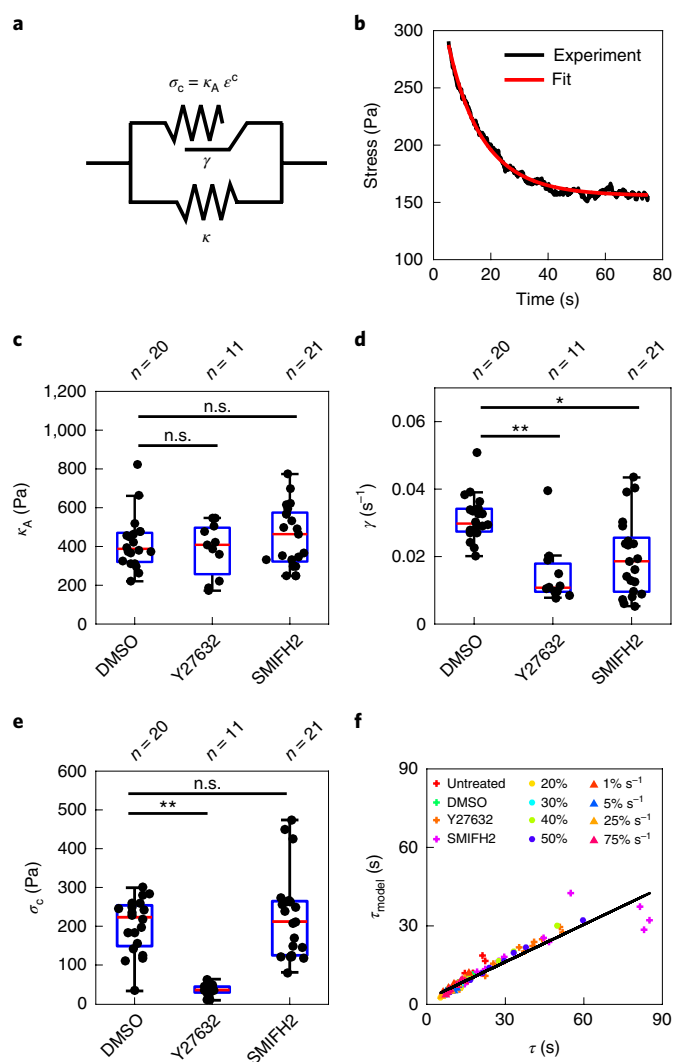 a
σc = κA εc
γ
κ
b
300
250
200
150
100
Stress (Pa)
Experiment
Fit
0
20
40
60
80
Time (s)
c
n = 20
n = 11
n = 21
1,200
1,000
800
600
400
200
0
κA (Pa)
n.s.
n.s.
DMSO
Y27632
SMIFH2
d
n = 20
n = 11
n = 21
0.06
0.04
0.02
0
γ (s−1)
*
**
DMSO
Y27632
SMIFH2
e
n = 20
n = 11
n = 21
600
500
400
300
200
100
0
σc (Pa)
n.s.
**
DMSO
Y27632
SMIFH2
f
90
60
30
0
τmodel (s)
Untreated
DMSO
Y27632
SMIFH2
20%
30%
40%
50%
1% s−1
5% s−1
25% s−1
75% s−1
0
30
60
90
τ (s)